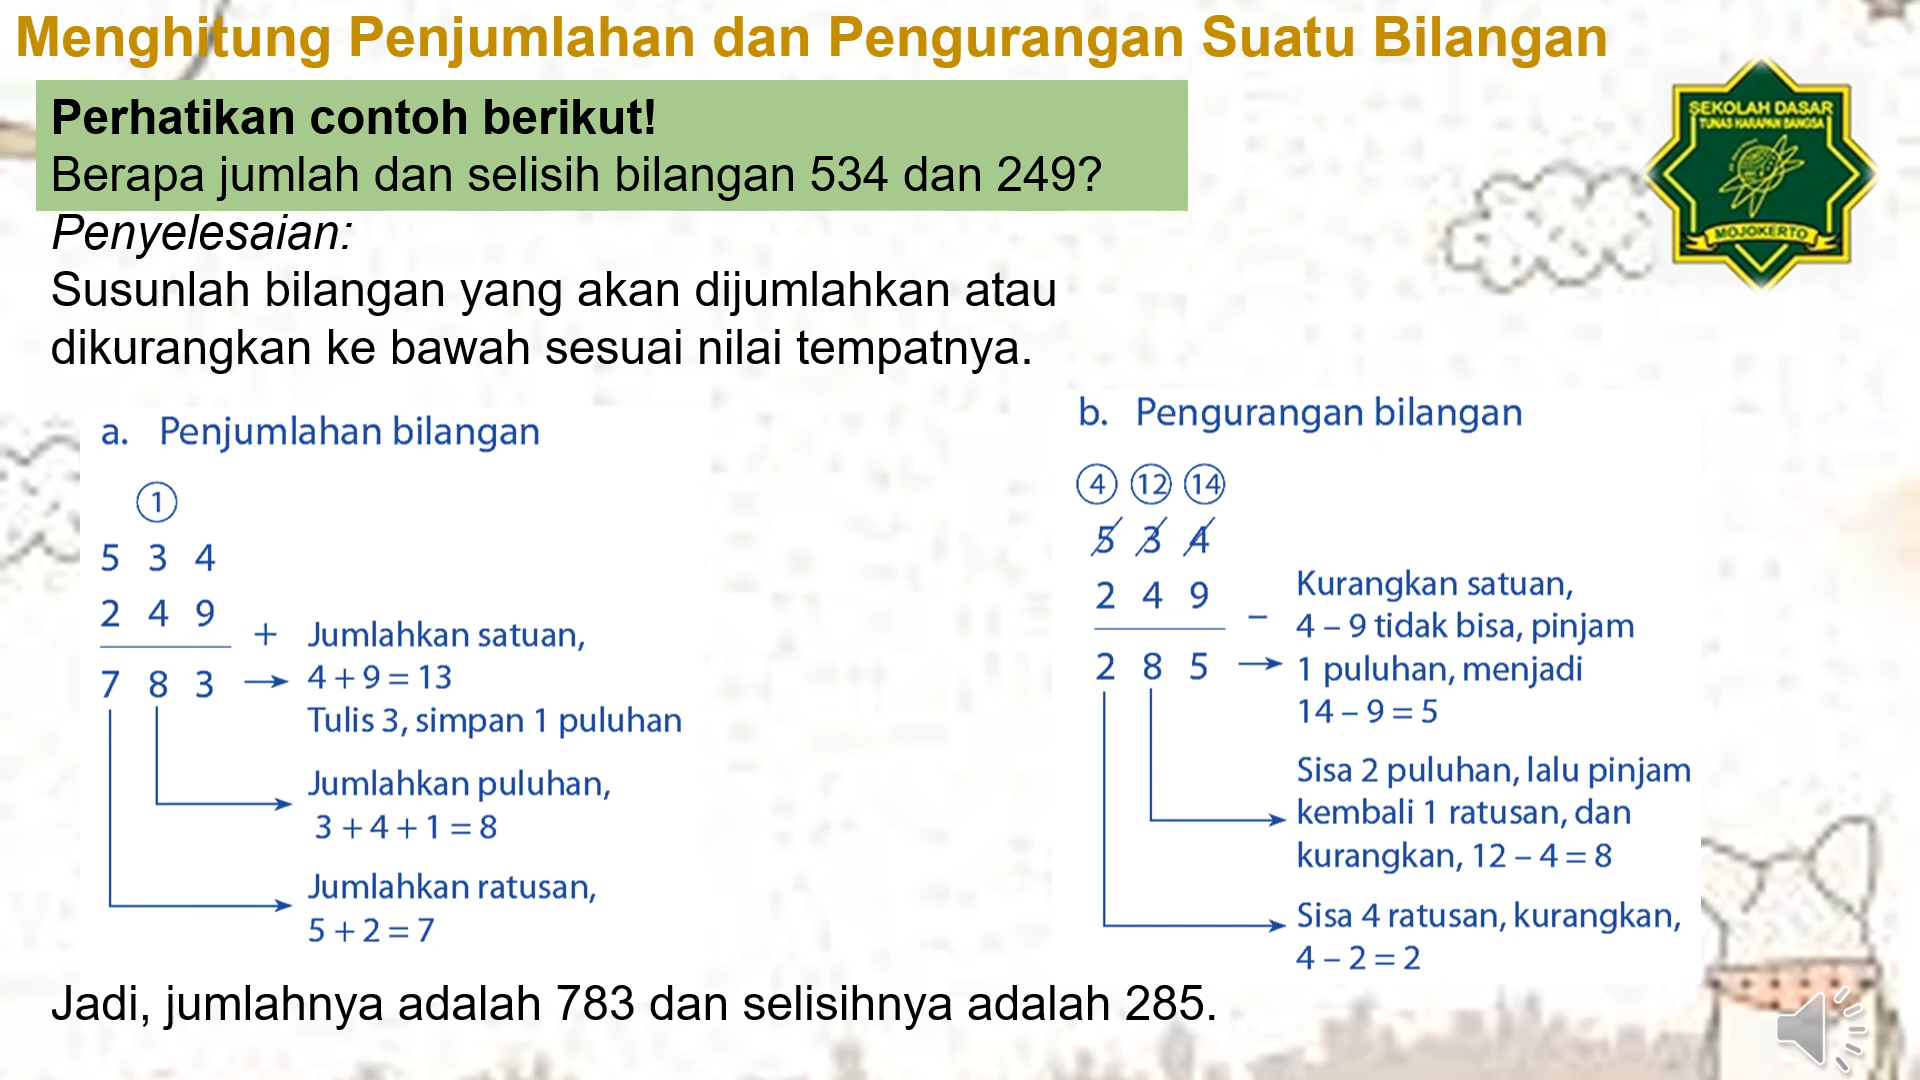 Menghitung Penjumlahan dan Pengurangan Suatu Bilangan
Perhatikan contoh berikut!
Berapa jumlah dan selisih bilangan 534 dan 249?
Penyelesaian:
Susunlah bilangan yang akan dijumlahkan atau
dikurangkan ke bawah sesuai nilai tempatnya.
SEKOLAH DASAR
TUNAS HARAPAN BANGSA
MOJOKERTO
a. Penjumlahan bilangan
1
5 3 4
2 4 9
+
7 8 3
Jumlahkan satuan,
4 + 9 = 13
Tulis 3, simpan 1 puluhan
Jumlahkan puluhan,
3 + 4 + 1 = 8
Jumlahkan ratusan,
5 + 2 = 7
b. Pengurangan bilangan
4 12 14
5 3 4
2 4 9
–
2 8 5
Kurangkan satuan,
4 – 9 tidak bisa, pinjam
1 puluhan, menjadi
14 – 9 = 5
Sisa 2 puluhan, lalu pinjam
kembali 1 ratusan, dan
kurangkan, 12 – 4 = 8
Sisa 4 ratusan, kurangkan,
4 – 2 = 2
Jadi, jumlahnya adalah 783 dan selisihnya adalah 285.